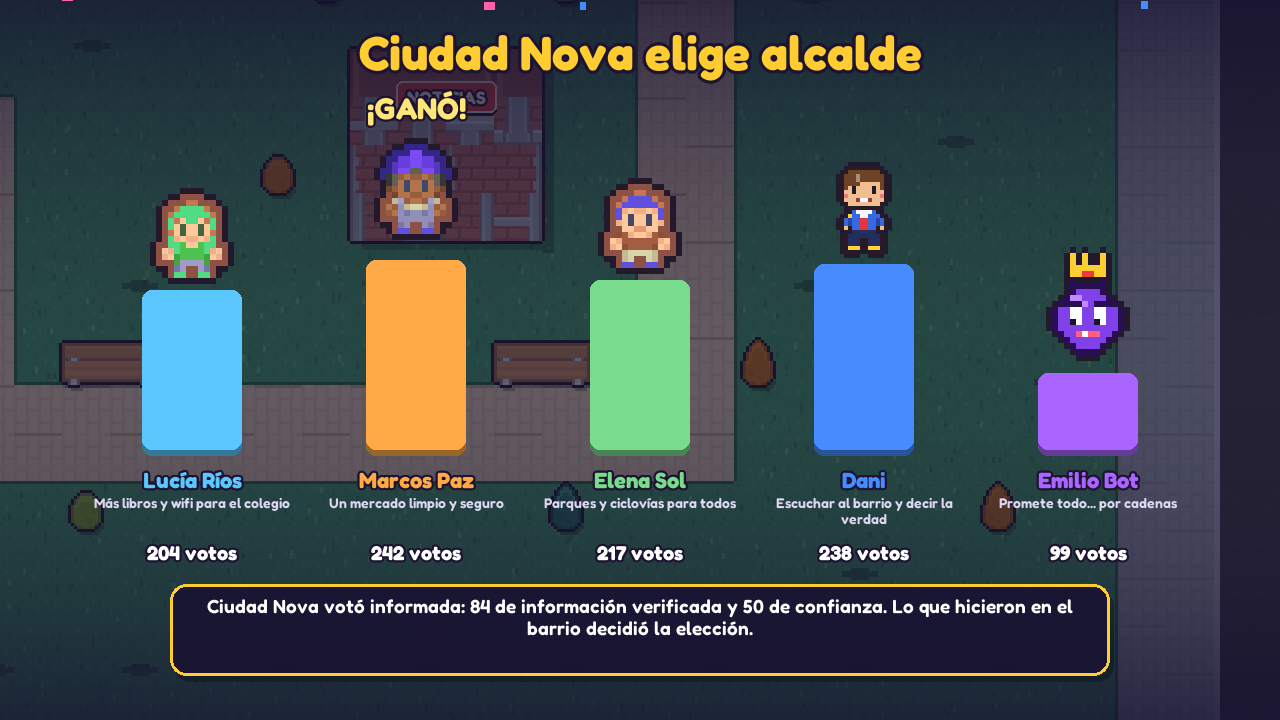 Ciudad Nova elige alcalde
NOTICIAS
¡GANÓ!
Lucía Ríos
Más libros y wifi para el colegio
204 votos
Marcos Paz
Un mercado limpio y seguro
242 votos
Elena Sol
Parques y ciclovías para todos
217 votos
Dani
Escuchar al barrio y decir la
verdad
238 votos
Emilio Bot
Promete todo... por cadenas
99 votos
Ciudad Nova votó informada: 84 de información verificada y 50 de confianza. Lo que hicieron en el
barrio decidió la elección.